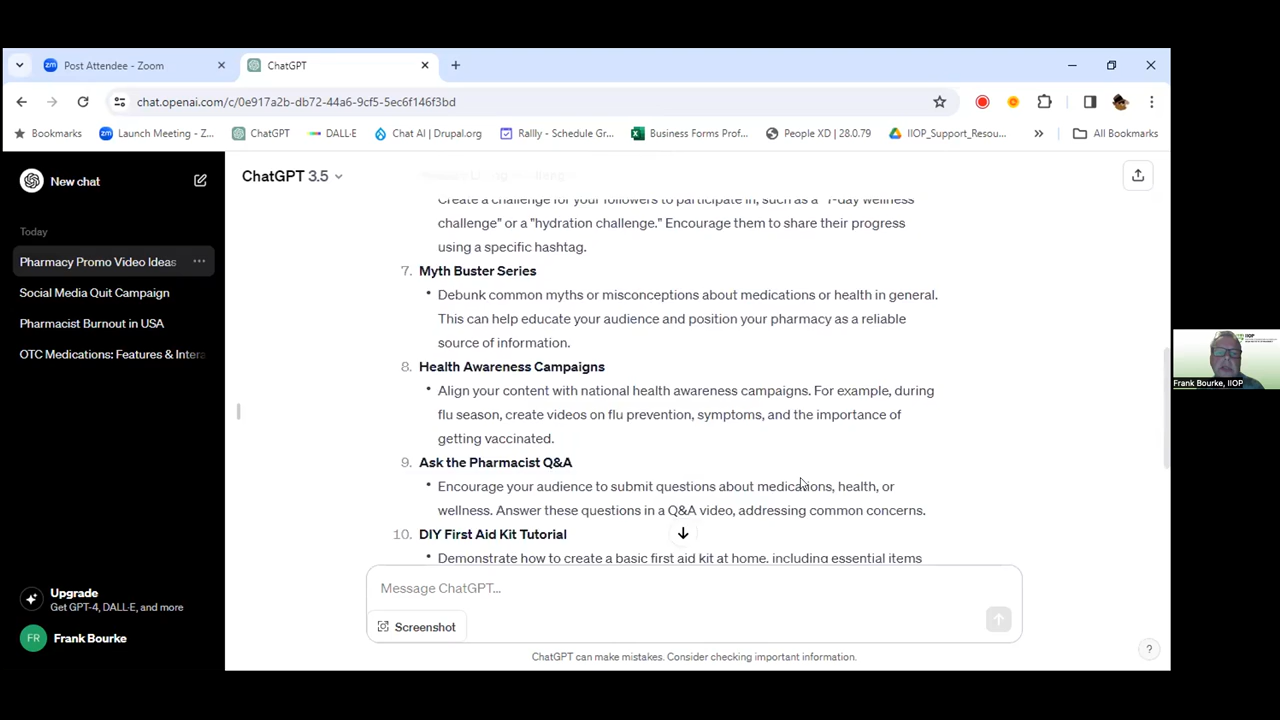 Post Attendee - Zoom
ChatGPT
chat.openai.com/c/0e917a2b-db72-44a6-9cf5-5ec6f146f3bd
Bookmarks
Launch Meeting - Z...
ChatGPT
DALL·E
Chat AI | Drupal.org
Rallly - Schedule Gr...
Business Forms Prof...
People XD | 28.0.79
IIOP_Support_Resou...
All Bookmarks
New chat
ChatGPT 3.5
Today
Pharmacy Promo Video Ideas
Social Media Quit Campaign
Pharmacist Burnout in USA
OTC Medications: Features & Intera
Create a challenge for your followers to participate in, such as a "7-day wellness
challenge" or a "hydration challenge." Encourage them to share their progress
using a specific hashtag.
7. Myth Buster Series
• Debunk common myths or misconceptions about medications or health in general.
This can help educate your audience and position your pharmacy as a reliable
source of information.
8. Health Awareness Campaigns
• Align your content with national health awareness campaigns. For example, during
flu season, create videos on flu prevention, symptoms, and the importance of
getting vaccinated.
9. Ask the Pharmacist Q&A
• Encourage your audience to submit questions about medications, health, or
wellness. Answer these questions in a Q&A video, addressing common concerns.
10. DIY First Aid Kit Tutorial
• Demonstrate how to create a basic first aid kit at home, including essential items
Message ChatGPT...
Screenshot
ChatGPT can make mistakes. Consider checking important information.
?
Upgrade
Get GPT-4, DALL·E, and more
FR
Frank Bourke
IIOP
Frank Bourke, IIOP